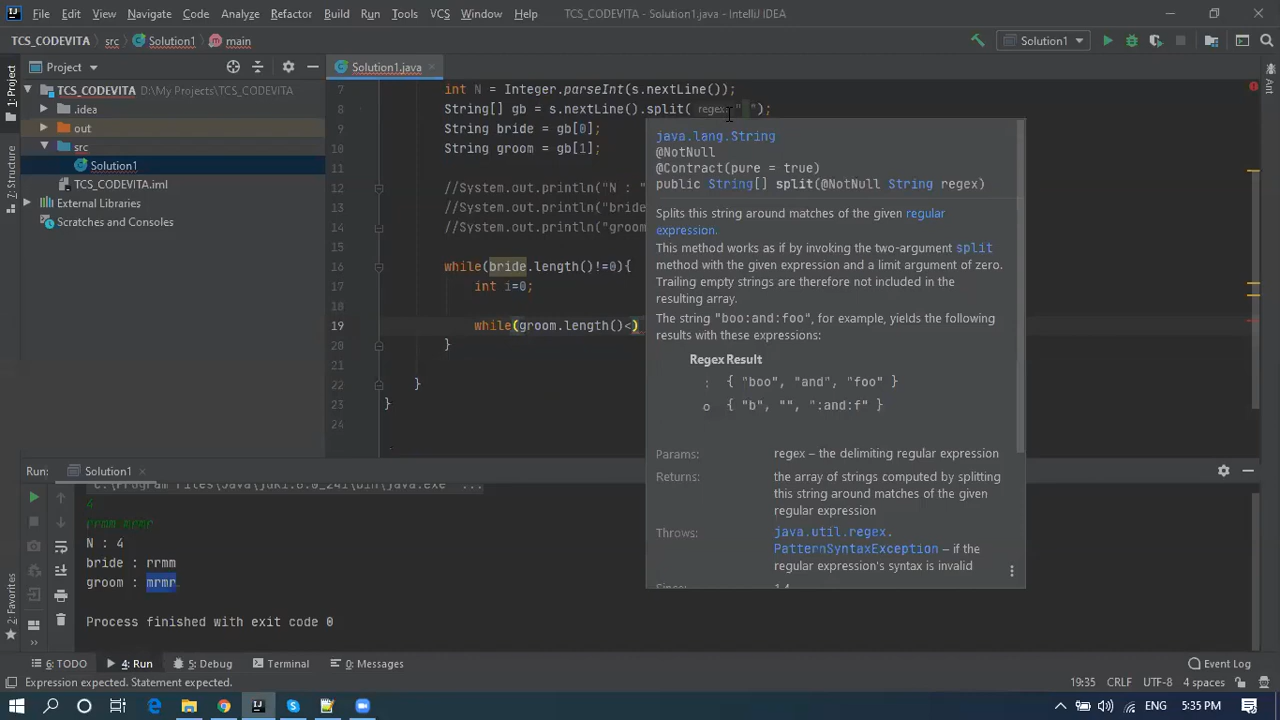 File Edit View Navigate Code Analyze Refactor Build Run Tools VCS Window Help TCS_CODEVITA - Solution1.java - IntelliJ IDEA
TCS_CODEVITA src Solution1 main Solution1
Project Solution1.java
1: Project
TCS_CODEVITA D:\My Projects\TCS_CODEVITA
.idea
out
src
Solution1
TCS_CODEVITA.iml
External Libraries
Scratches and Consoles
7 int N = Integer.parseInt(s.nextLine());
8 String[] gb = s.nextLine().split( regex: " ");
9 String bride = gb[0];
10 String groom = gb[1];
11
12 //System.out.println("N : "
13 //System.out.println("bride
14 //System.out.println("groom
15
16 while(bride.length()!=0){
17 int i=0;
18
19 while(groom.length()<)
20 }
21
22 }
23 }
24
java.lang.String
@NotNull
@Contract(pure = true)
public String[] split(@NotNull String regex)
Splits this string around matches of the given regular
expression.
This method works as if by invoking the two-argument split
method with the given expression and a limit argument of zero.
Trailing empty strings are therefore not included in the
resulting array.
The string "boo:and:foo", for example, yields the following
results with these expressions:
Regex Result
: { "boo", "and", "foo" }
o { "b", "", ":and:f" }
Params: regex – the delimiting regular expression
Returns: the array of strings computed by splitting
this string around matches of the given
regular expression
Throws: java.util.regex.
PatternSyntaxException – if the
regular expression's syntax is invalid
Since: 1.4
Ant
Database
7: Structure
2: Favorites
Run: Solution1
4
rrmm mrmr
N : 4
bride : rrmm
groom : mrmr
Process finished with exit code 0
6: TODO 4: Run 5: Debug Terminal 0: Messages Event Log
Expression expected. Statement expected. 19:35 CRLF UTF-8 4 spaces
ENG 5:35 PM